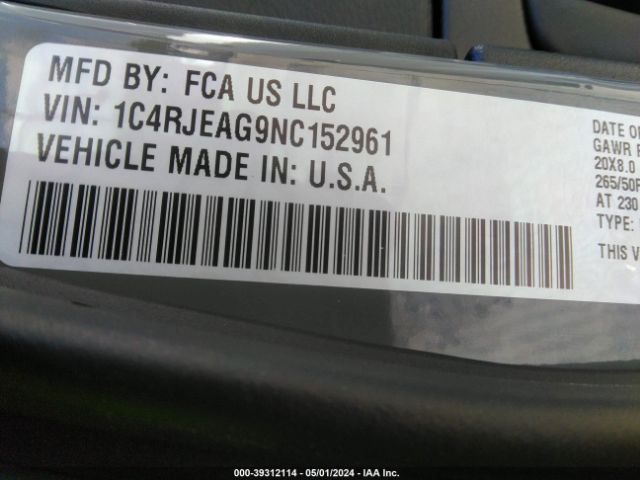 MFD BY: FCA US LLC
VIN: 1C4RJEAG9NC152961
VEHICLE MADE IN: U.S.A.
DATE OF
GAWR
20X8.0
265/50
AT 230
TYPE:
THIS V
000-39312114 - 05/01/2024 - IAA Inc.